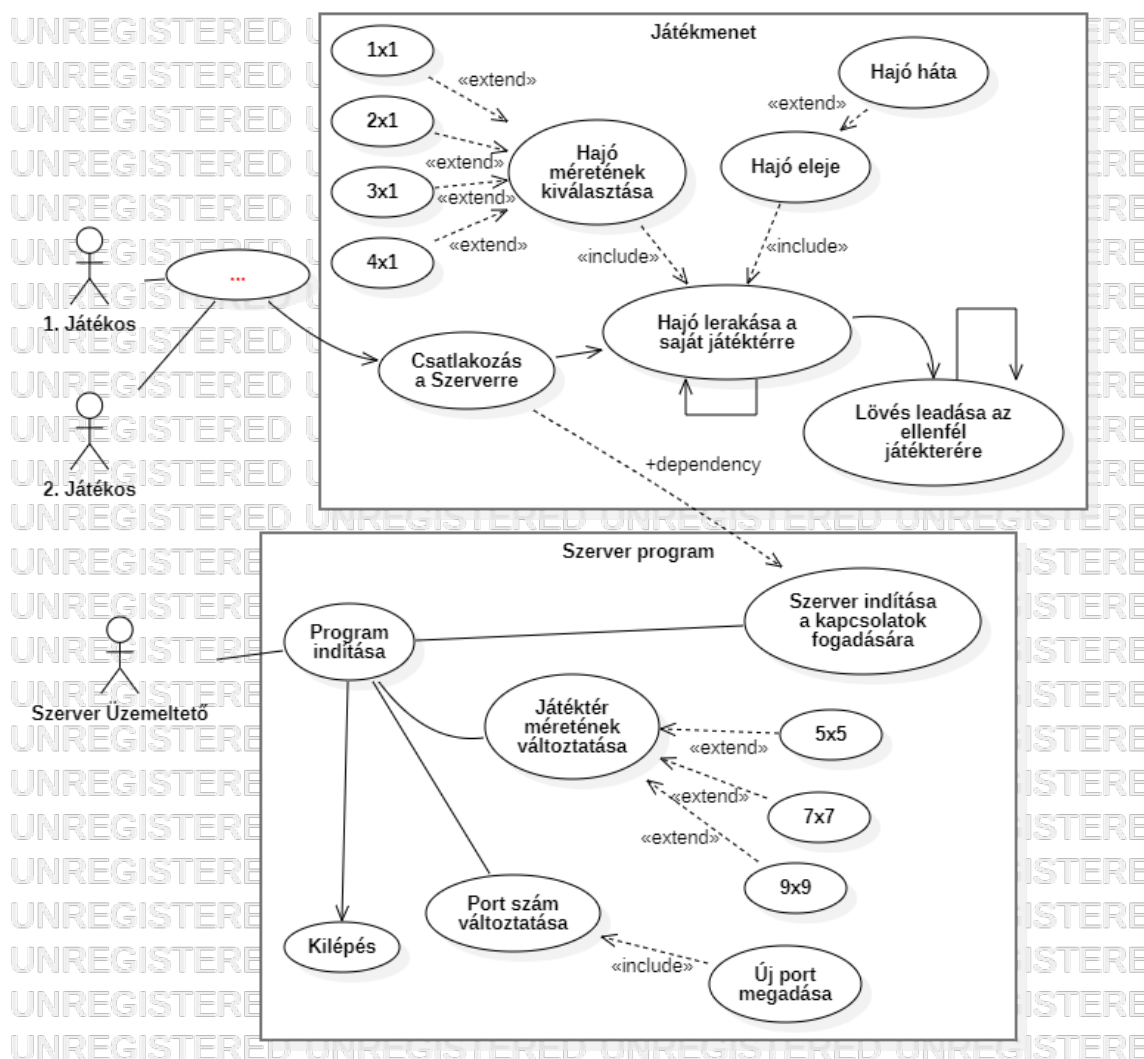 Játékmenet
1x1
«extend»
2x1
«extend»
3x1
«extend»
4x1
«extend»
Hajó
méretének
kiválasztása
Hajó háta
«extend»
Hajó eleje
«include»
«include»
...
1. Játékos
2. Játékos
Csatlakozás
a Szerverre
Hajó lerakása a
saját játéktérre
Lövés leadása az
ellenfél
játékterére
+dependency
Szerver program
Szerver Üzemeltető
Program
indítása
Szerver indítása
a kapcsolatok
fogadására
Játéktér
méretének
változtatása
5x5
«extend»
7x7
«extend»
9x9
«extend»
Port szám
változtatása
Kilépés
«include»
Új port
megadása
UNREGISTERED